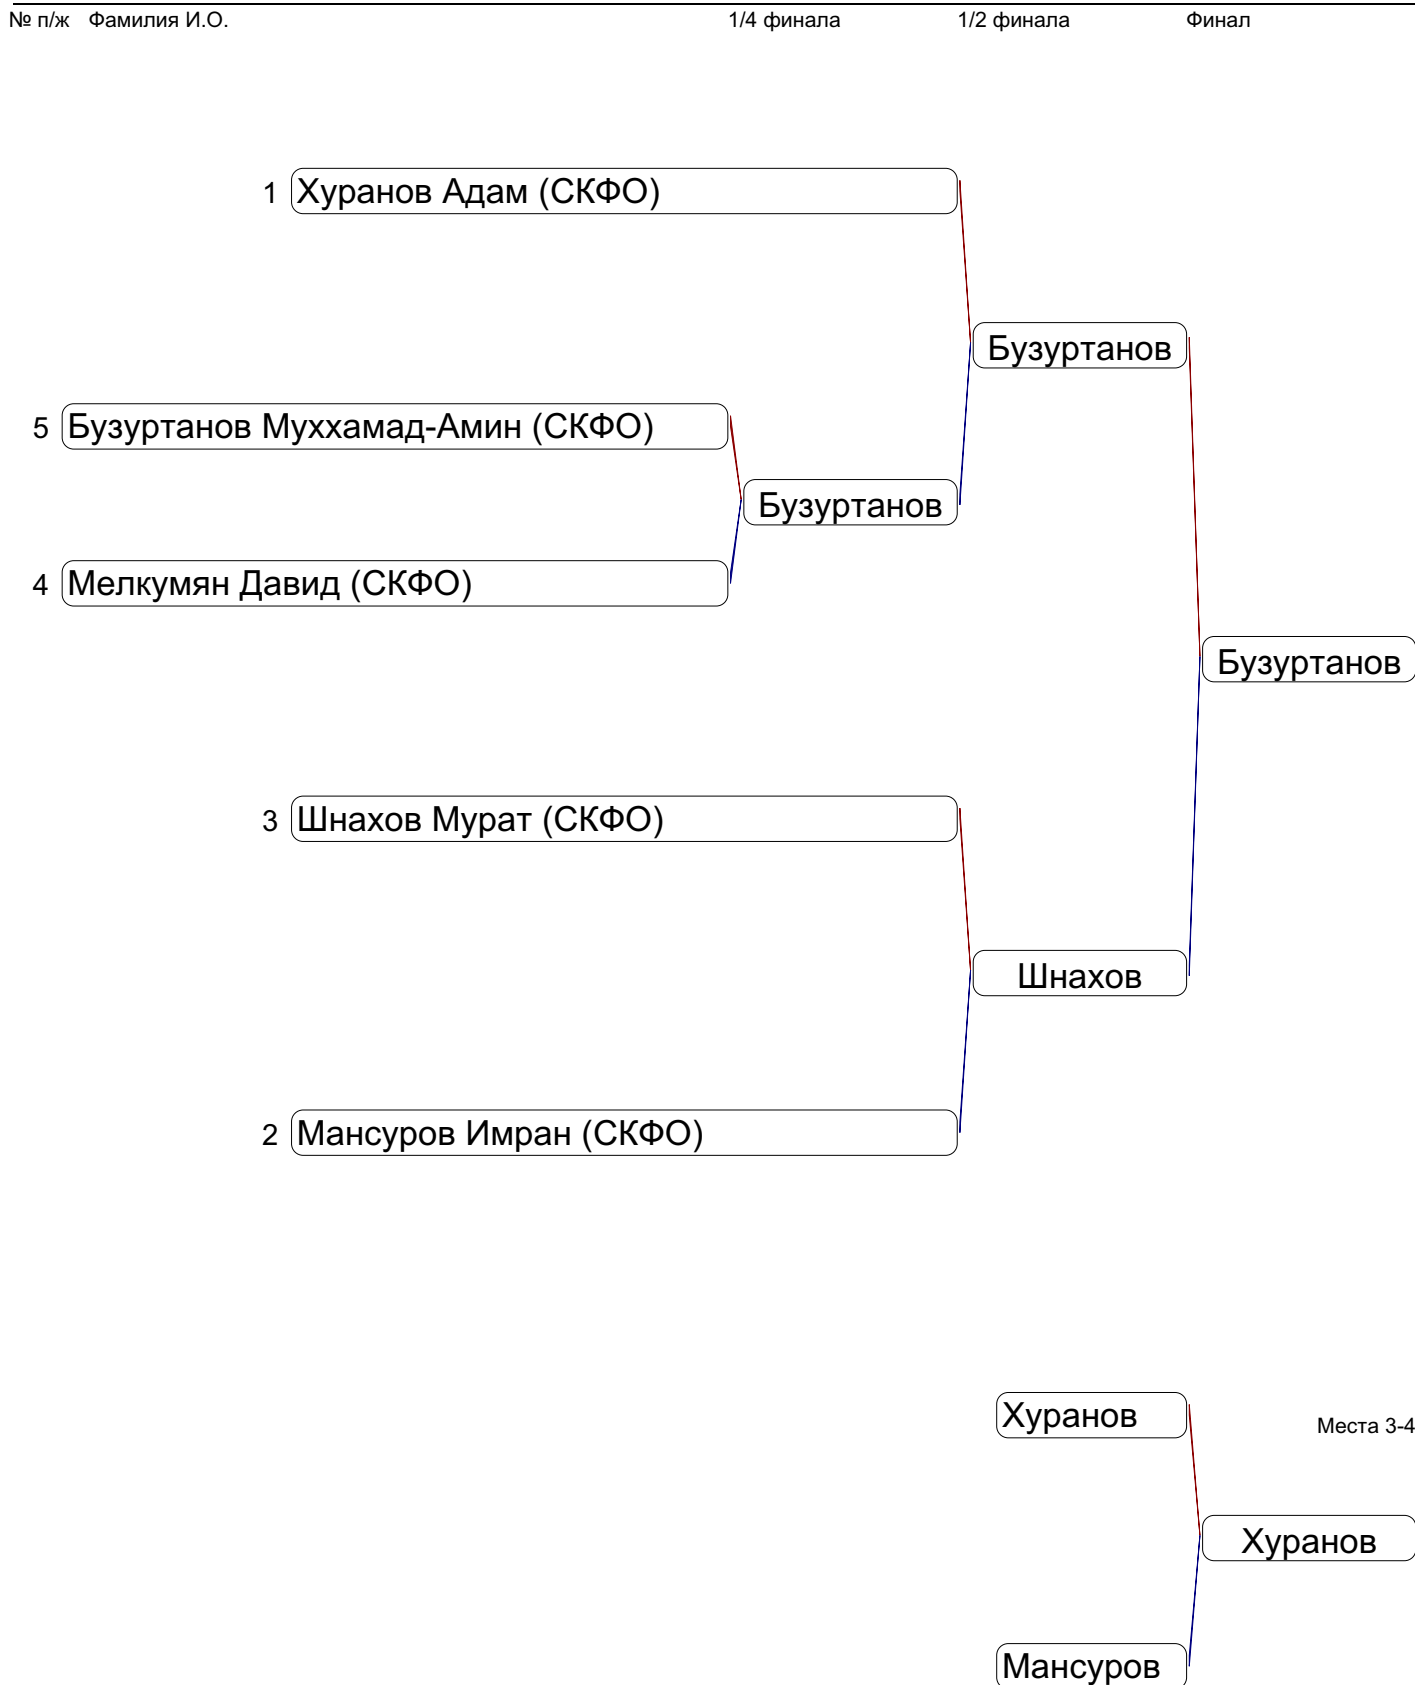 № п/ж Фамилия И.О. 1/4 финала 1/2 финала Финал
1 Хуранов Адам (СКФО)
Бузуртанов
5 Бузуртанов Муххамад-Амин (СКФО)
Бузуртанов
4 Мелкумян Давид (СКФО)
Бузуртанов
3 Шнахов Мурат (СКФО)
Шнахов
2 Мансуров Имран (СКФО)
Хуранов
Места 3-4
Хуранов
Мансуров